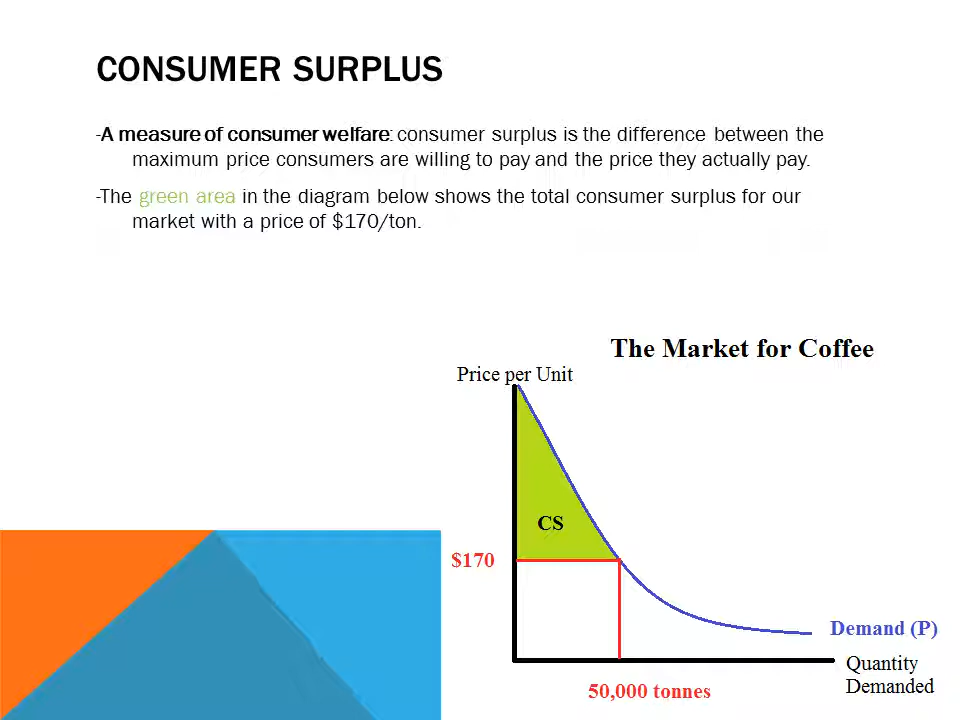 CONSUMER SURPLUS
-A measure of consumer welfare: consumer surplus is the difference between the
maximum price consumers are willing to pay and the price they actually pay.
-The green area in the diagram below shows the total consumer surplus for our
market with a price of $170/ton.
The Market for Coffee
Price per Unit
CS
$170
Demand (P)
Quantity
Demanded
50,000 tonnes